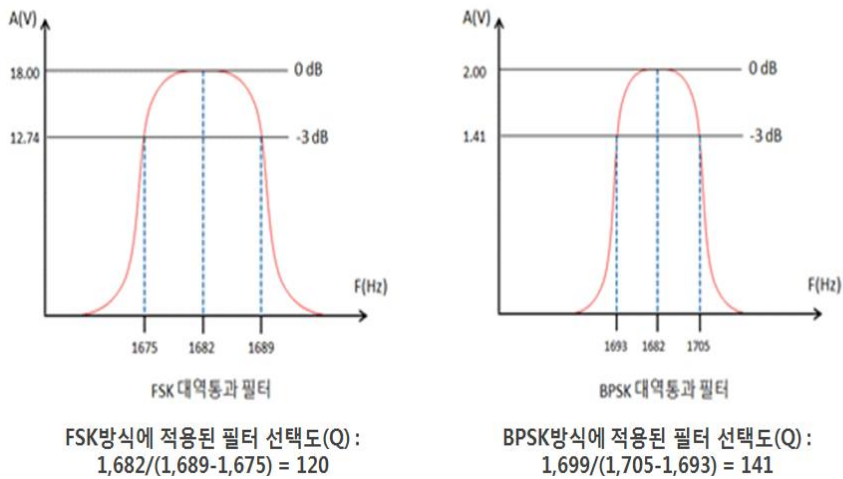 A(V)
18.00
0 dB
12.74
-3 dB
F(Hz)
1675
1682
1689
FSK 대역통과 필터
FSK방식에 적용된 필터 선택도(Q) :
1,682/(1,689-1,675) = 120
A(V)
2.00
0 dB
1.41
-3 dB
F(Hz)
1693
1682
1705
BPSK 대역통과 필터
BPSK방식에 적용된 필터 선택도(Q) :
1,699/(1,705-1,693) = 141